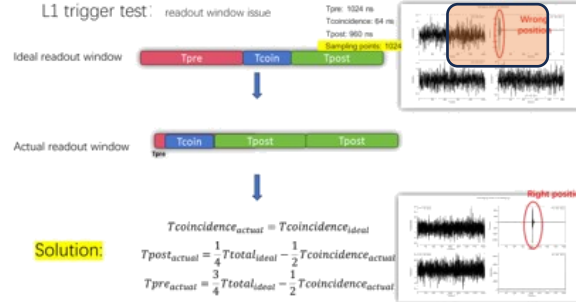 L1 trigger test: readout window issue
Tpre: 1024 ns
Tcoincidence: 64 ns
Tpost: 960 ns
Sampling points: 1024
Ideal readout window
Tpre Tcoin Tpost
Wrong position
Actual readout window
Tpre Tcoin Tpost Tpost
Right positio
Solution:
Tcoincidence_actual = Tcoincidence_ideal
Tpost_actual = 1/4 Ttotal_ideal − 1/2 Tcoincidence_actual
Tpre_actual = 3/4 Ttotal_ideal − 1/2 Tcoincidence_actual